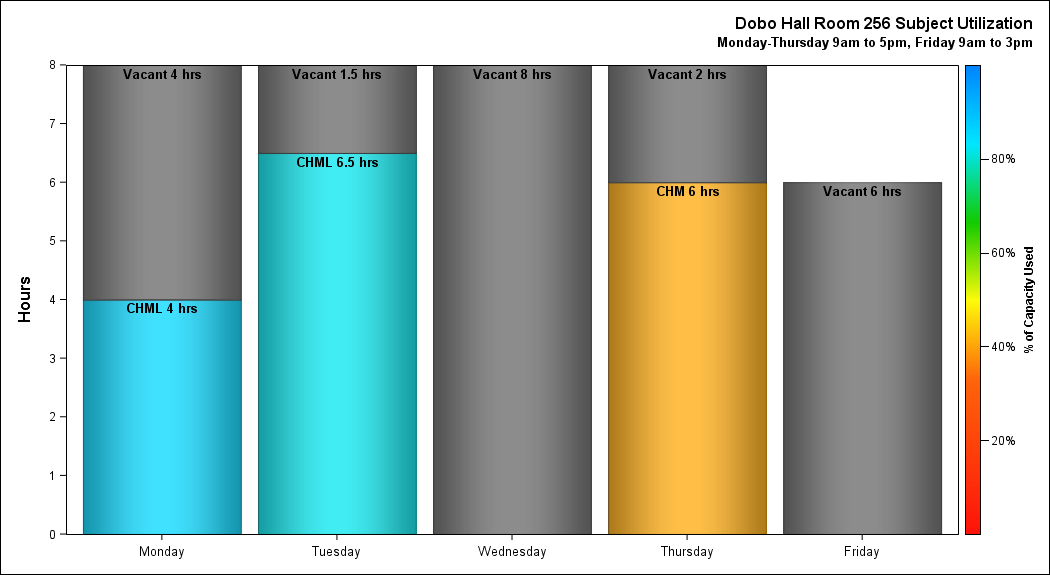 Dobo Hall Room 256 Subject Utilization
Monday-Thursday 9am to 5pm, Friday 9am to 3pm
Hours
8
7
6
5
4
3
2
1
0
Vacant 4 hrs
CHML 4 hrs
Vacant 1.5 hrs
CHML 6.5 hrs
Vacant 8 hrs
Vacant 2 hrs
CHM 6 hrs
Vacant 6 hrs
Monday
Tuesday
Wednesday
Thursday
Friday
80%
60%
40%
20%
% of Capacity Used